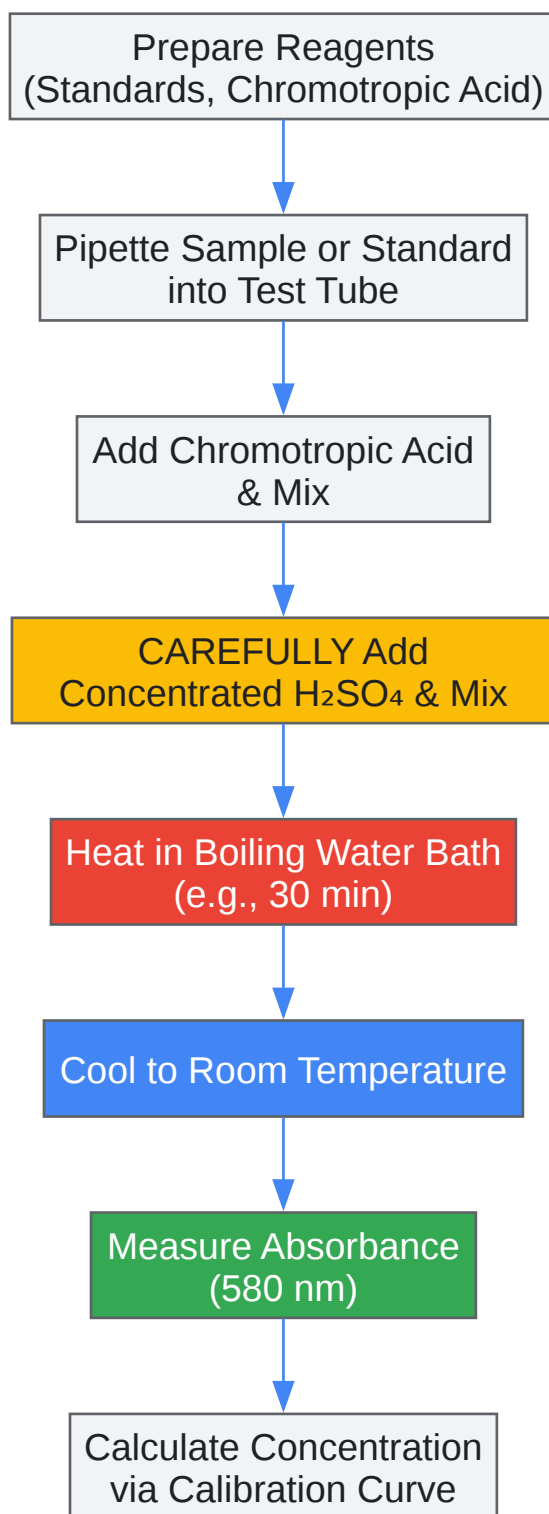 Prepare Reagents
(Standards, Chromotropic Acid)
Pipette Sample or Standard
into Test Tube
Add Chromotropic Acid
& Mix
CAREFULLY Add
Concentrated H₂SO₄ & Mix
Heat in Boiling Water Bath
(e.g., 30 min)
Cool to Room Temperature
Measure Absorbance
(580 nm)
Calculate Concentration
via Calibration Curve